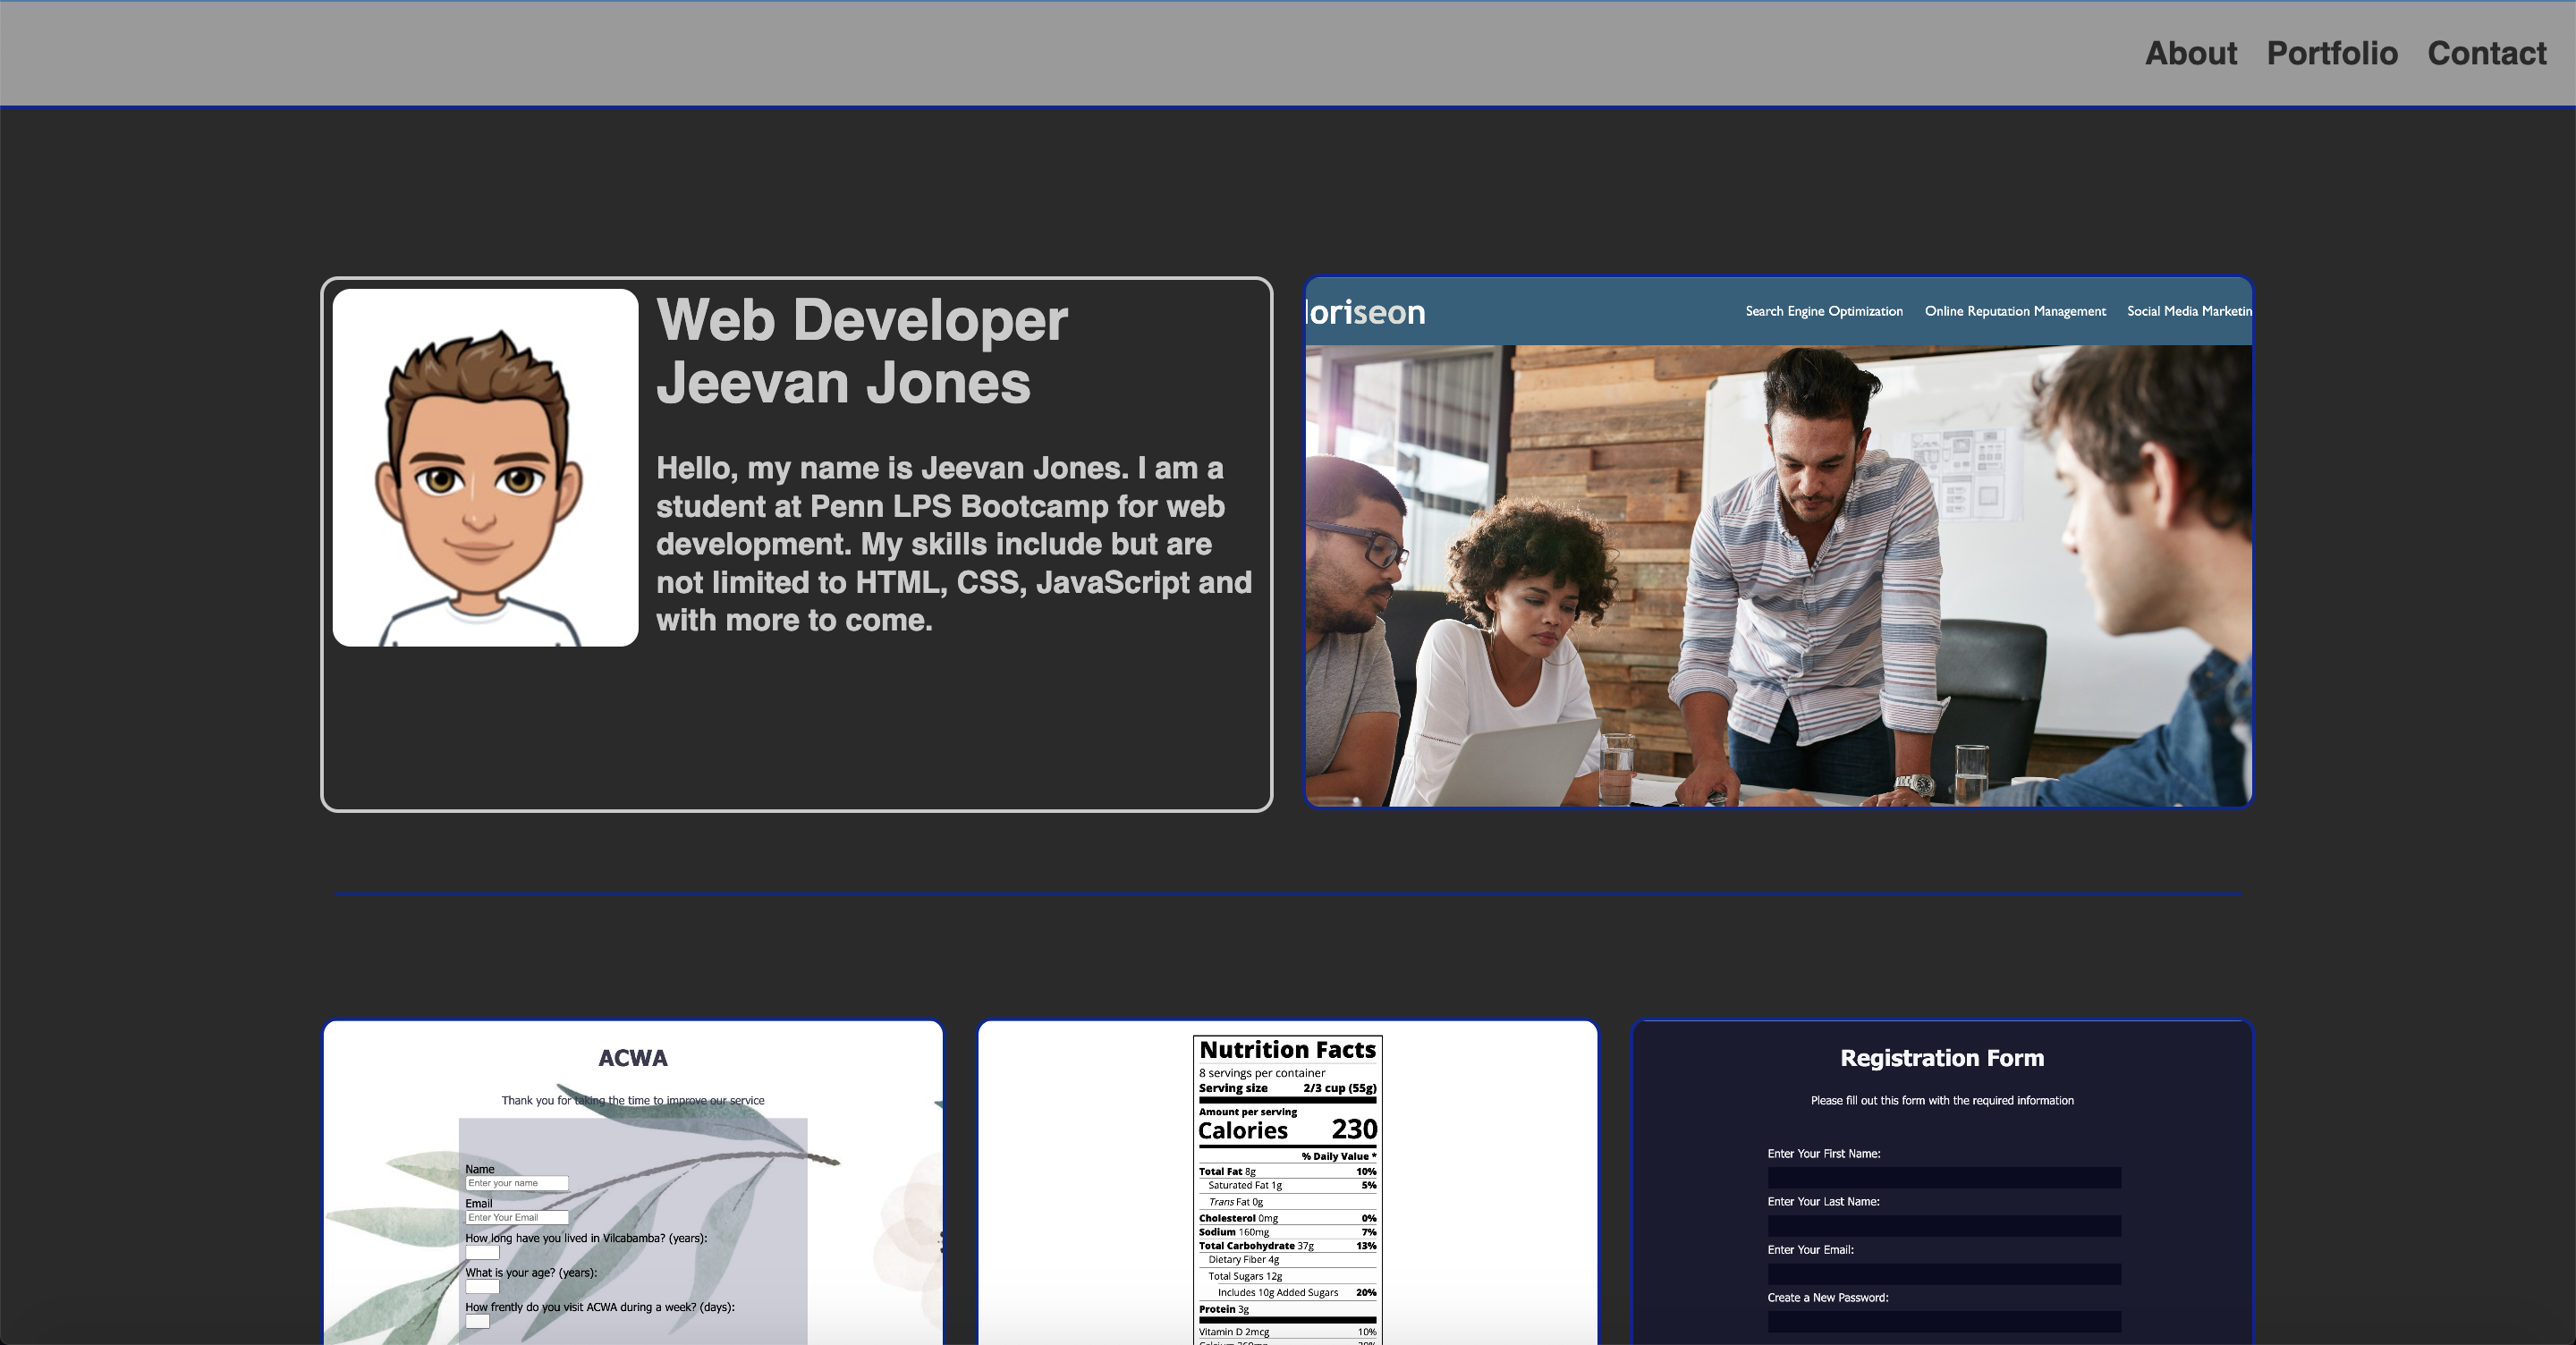 About Portfolio Contact
Web Developer
Jeevan Jones
Hello, my name is Jeevan Jones. I am a
student at Penn LPS Bootcamp for web
development. My skills include but are
not limited to HTML, CSS, JavaScript and
with more to come.
loriseon
Search Engine Optimization Online Reputation Management Social Media Marketin
ACWA
Thank you for taking the time to improve our service
Name
Enter your name
Email
Enter Your Email
How long have you lived in Vilcabamba? (years):
What is your age? (years):
How frently do you visit ACWA during a week? (days):
Nutrition Facts
8 servings per container
Serving size 2/3 cup (55g)
Amount per serving
Calories 230
% Daily Value *
Total Fat 8g 10%
Saturated Fat 1g 5%
Trans Fat 0g
Cholesterol 0mg 0%
Sodium 160mg 7%
Total Carbohydrate 37g 13%
Dietary Fiber 4g
Total Sugars 12g
Includes 10g Added Sugars 20%
Protein 3g
Vitamin D 2mcg 10%
Registration Form
Please fill out this form with the required information
Enter Your First Name:
Enter Your Last Name:
Enter Your Email:
Create a New Password: